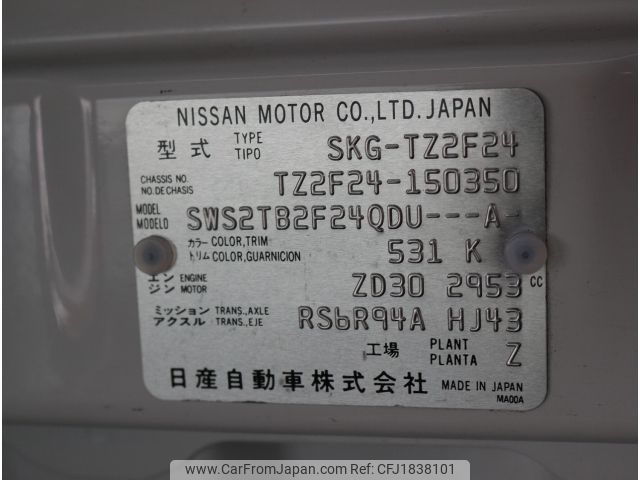 NISSAN MOTOR CO.,LTD. JAPAN
型式 TYPE TIPO SKG-TZ2F24
CHASSIS NO. NO. DE CHASIS TZ2F24-150350
MODEL MODELO SWS2TB2F24QDU---A-
カラー COLOR,TRIM トリム COLOR,GUARNICION 531 K
エンジン ENGINE MOTOR ZD30 2953 CC
ミッション TRANS.,AXLE アクスル TRANS.,EJE RS6R94A HJ43
工場 PLANT PLANTA Z
日産自動車株式会社 MADE IN JAPAN
MA00A
www.CarFromJapan.com | Car From Japan - CFJ1838101